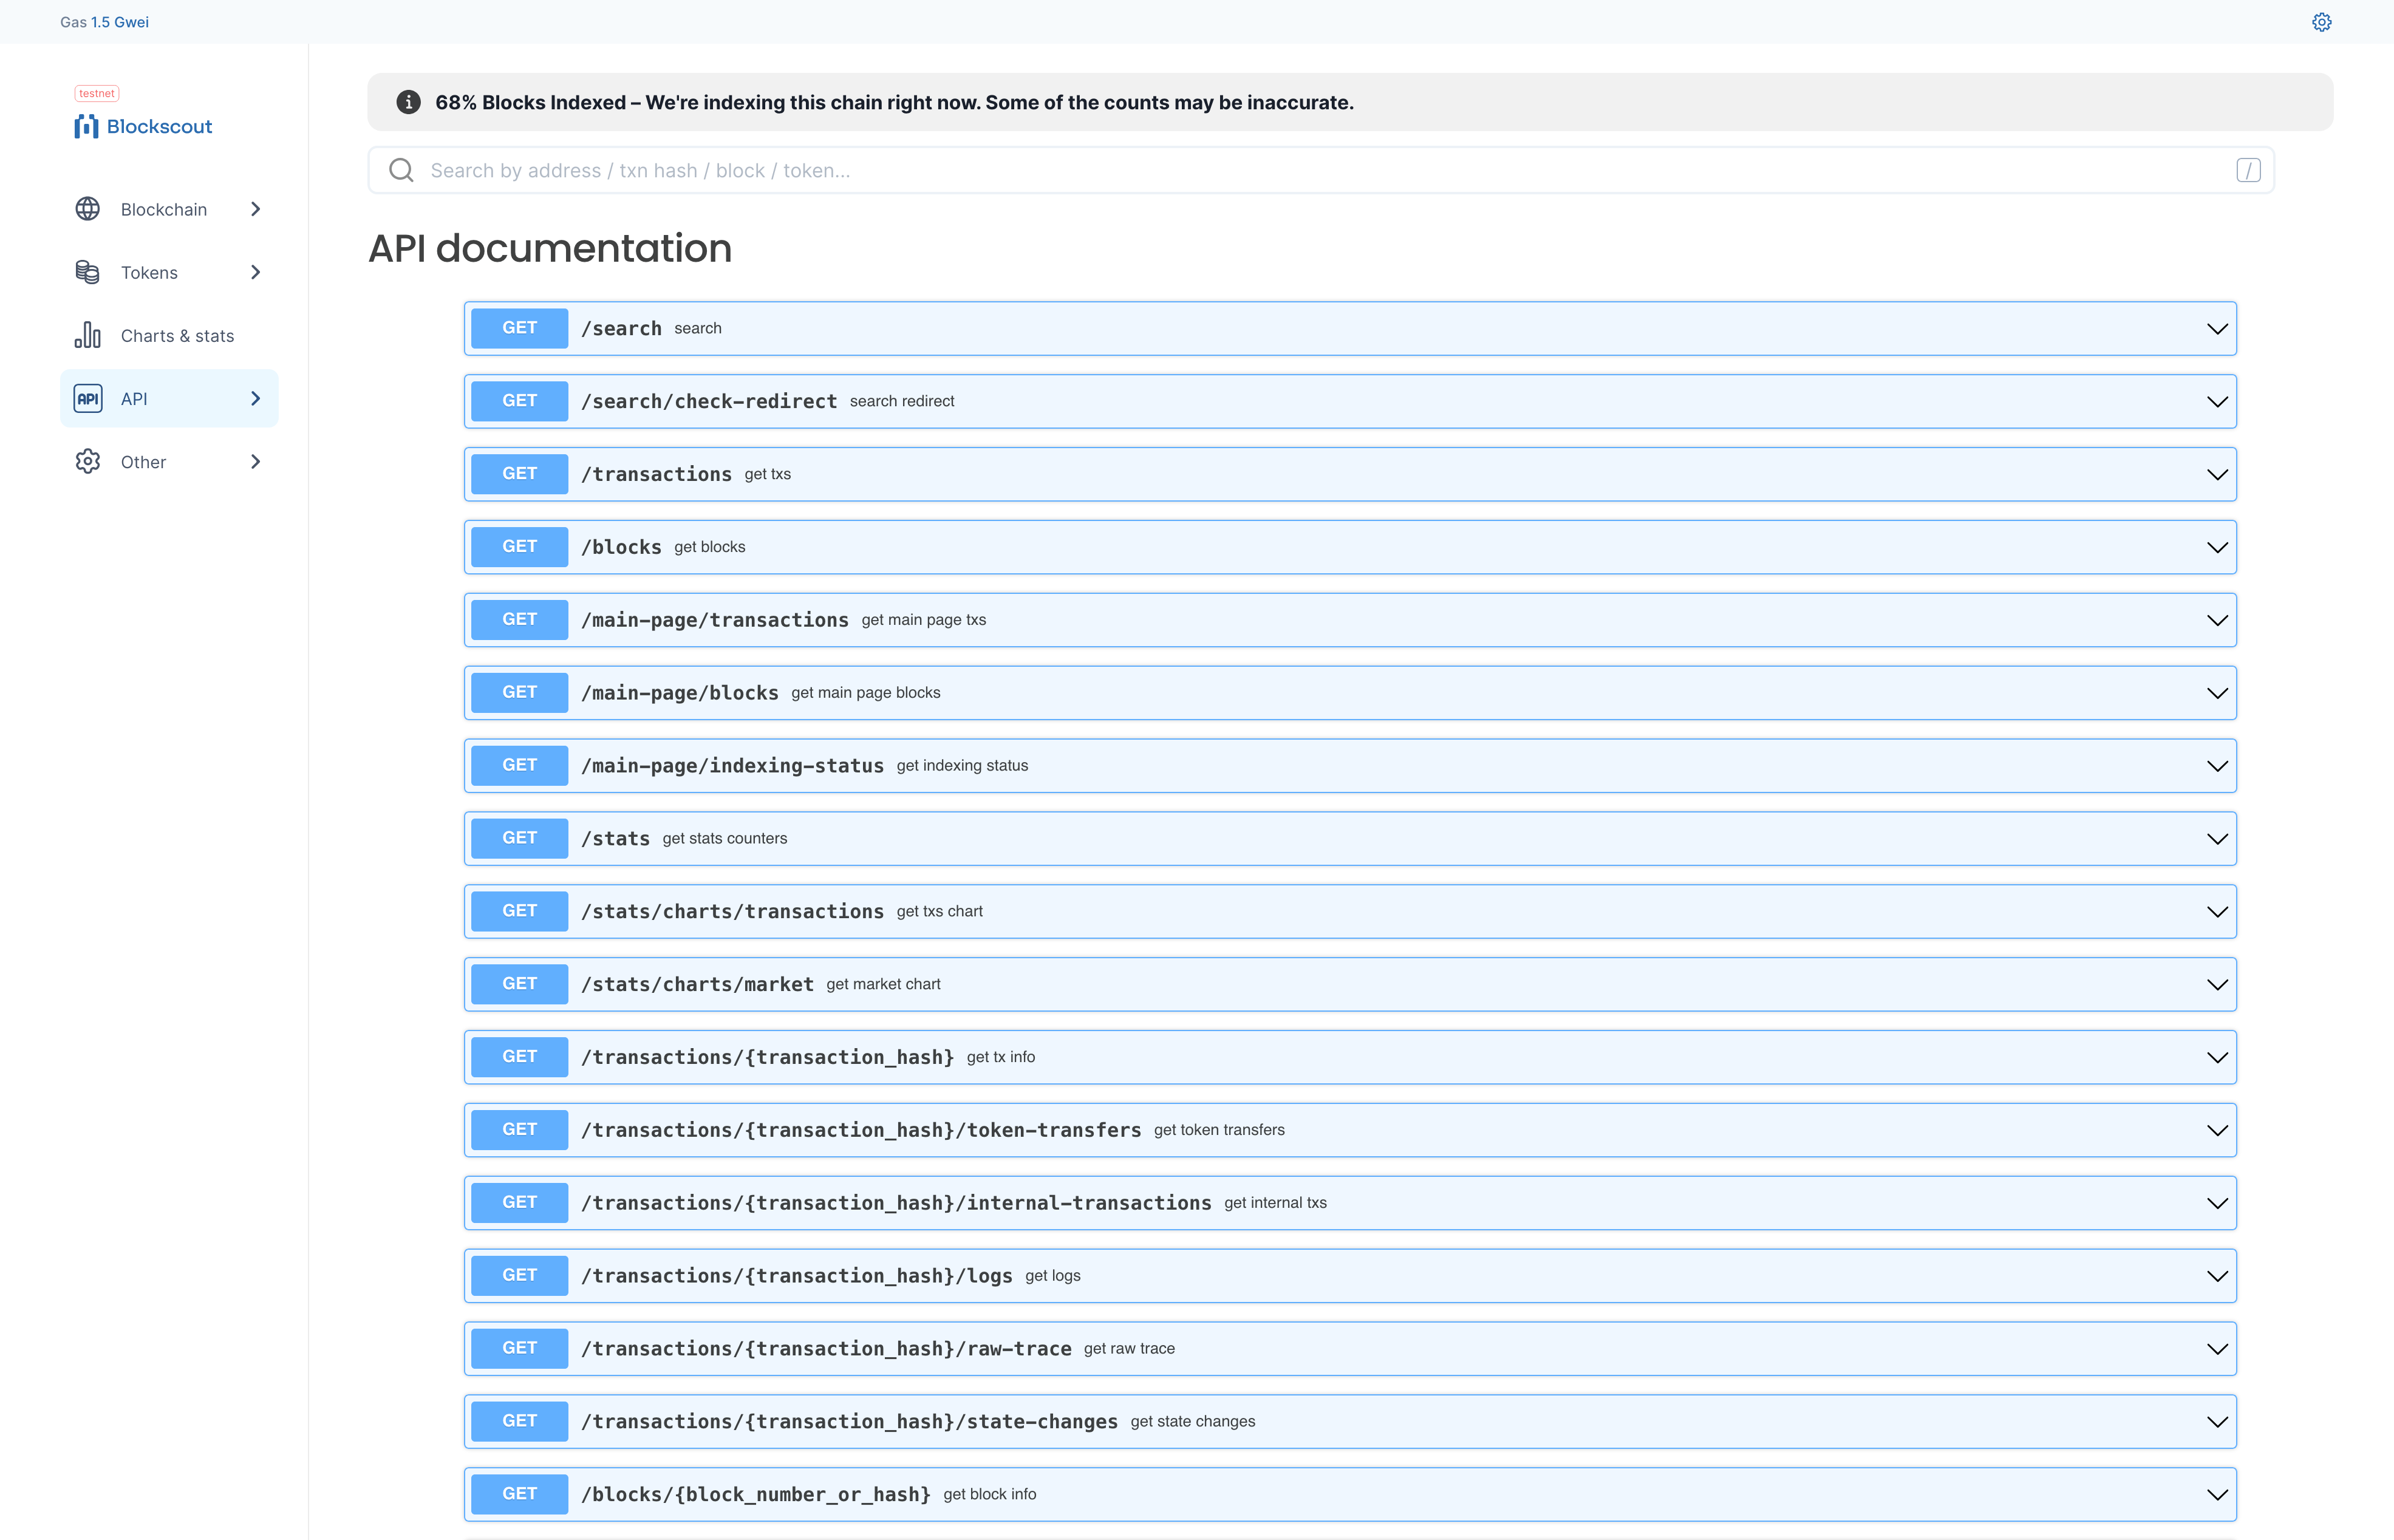 Gas 1.5 Gwei
testnet
Blockscout
Blockchain
Tokens
Charts & stats
API API
Other
68% Blocks Indexed – We're indexing this chain right now. Some of the counts may be inaccurate.
Search by address / txn hash / block / token... /
API documentation
GET /search search
GET /search/check-redirect search redirect
GET /transactions get txs
GET /blocks get blocks
GET /main-page/transactions get main page txs
GET /main-page/blocks get main page blocks
GET /main-page/indexing-status get indexing status
GET /stats get stats counters
GET /stats/charts/transactions get txs chart
GET /stats/charts/market get market chart
GET /transactions/{transaction_hash} get tx info
GET /transactions/{transaction_hash}/token-transfers get token transfers
GET /transactions/{transaction_hash}/internal-transactions get internal txs
GET /transactions/{transaction_hash}/logs get logs
GET /transactions/{transaction_hash}/raw-trace get raw trace
GET /transactions/{transaction_hash}/state-changes get state changes
GET /blocks/{block_number_or_hash} get block info